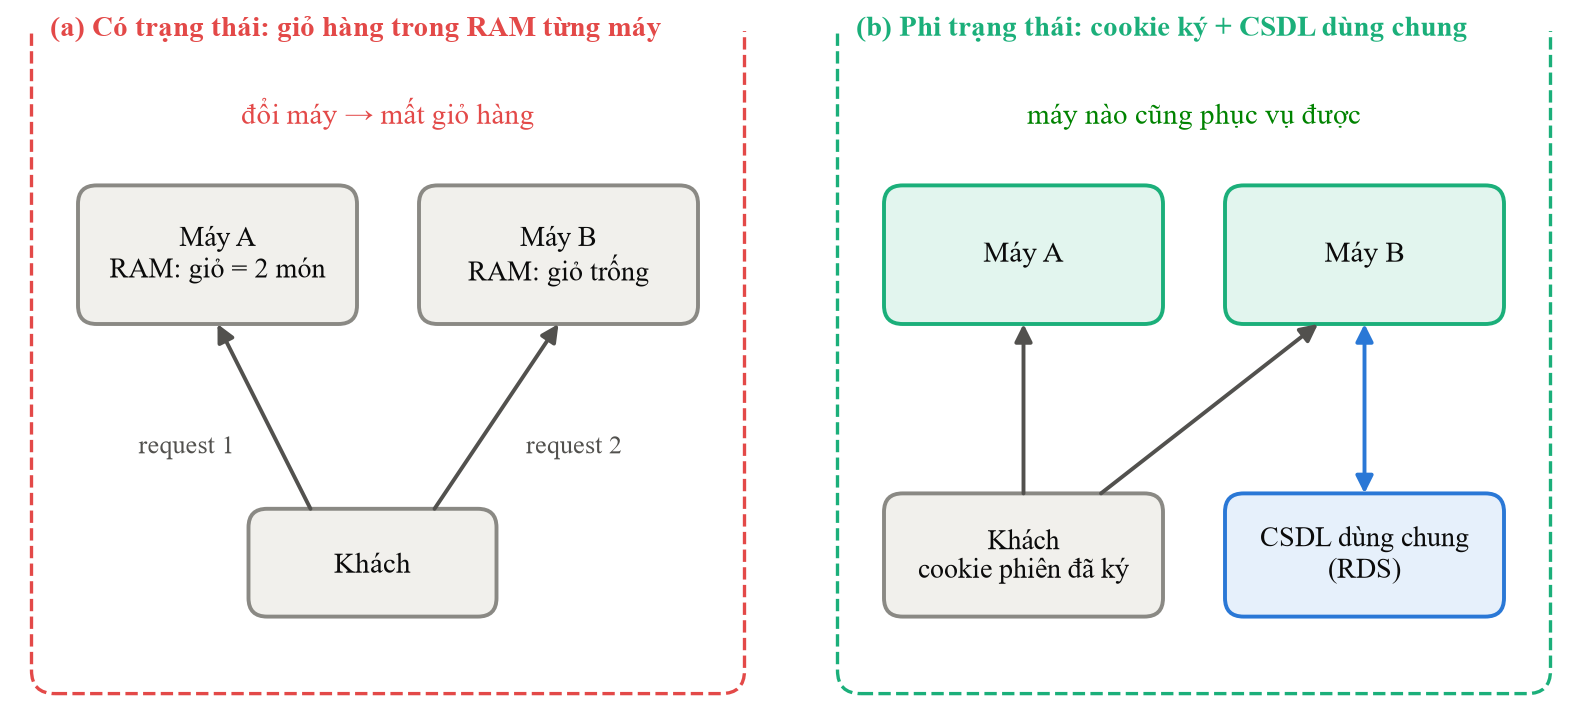 (a) Có trạng thái: giỏ hàng trong RAM từng máy
đổi máy → mất giỏ hàng
Máy A
RAM: giỏ = 2 món
Máy B
RAM: giỏ trống
request 1
request 2
Khách
(b) Phi trạng thái: cookie ký + CSDL dùng chung
máy nào cũng phục vụ được
Máy A
Máy B
Khách
cookie phiên đã ký
CSDL dùng chung
(RDS)